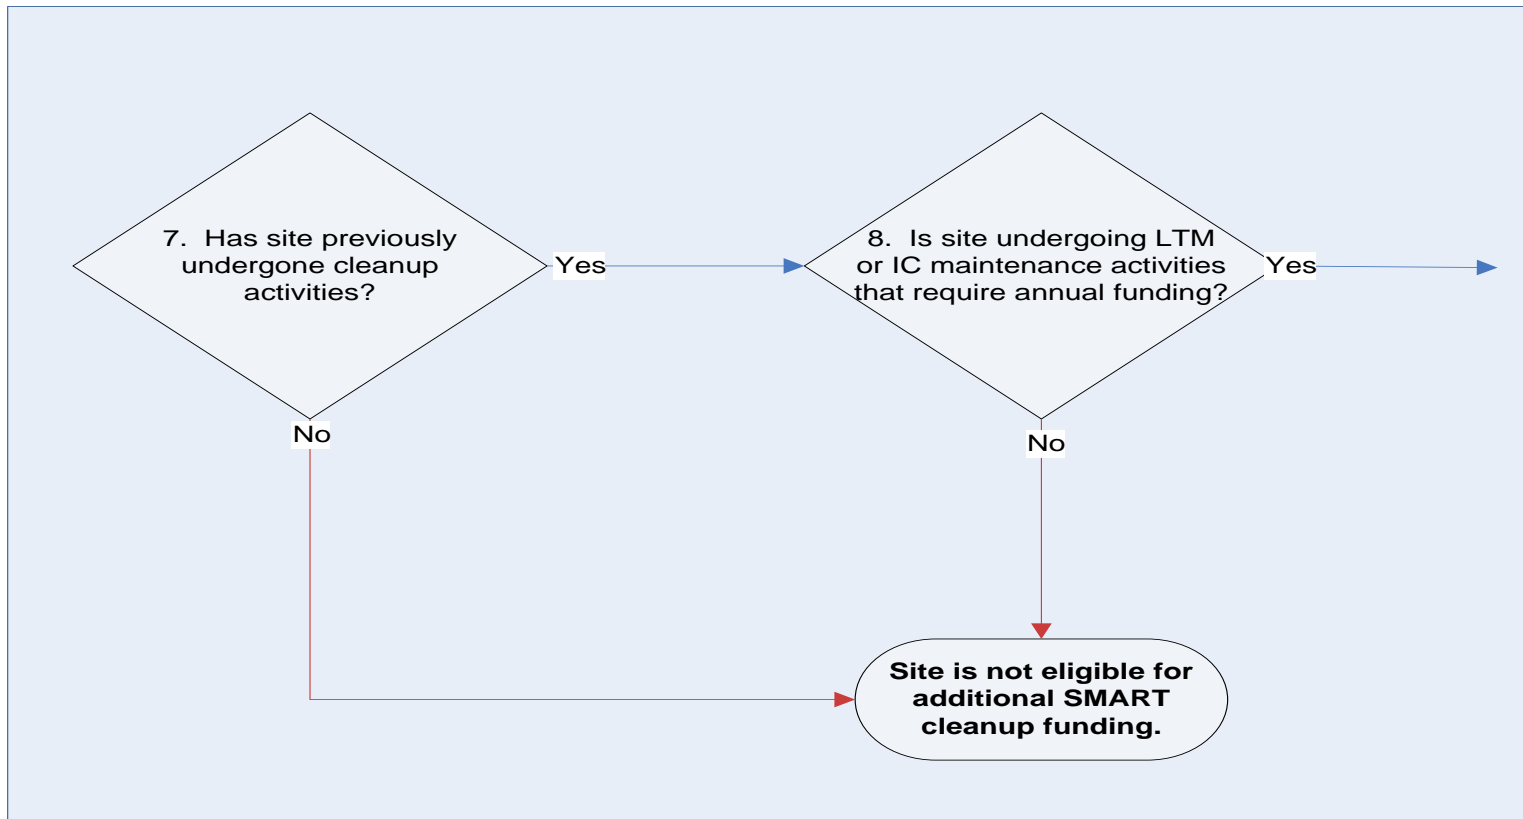 7. Has site previously
undergone cleanup
activities?
Yes
8. Is site undergoing LTM
or IC maintenance activities
that require annual funding?
Yes
No
No
Site is not eligible for
additional SMART
cleanup funding.